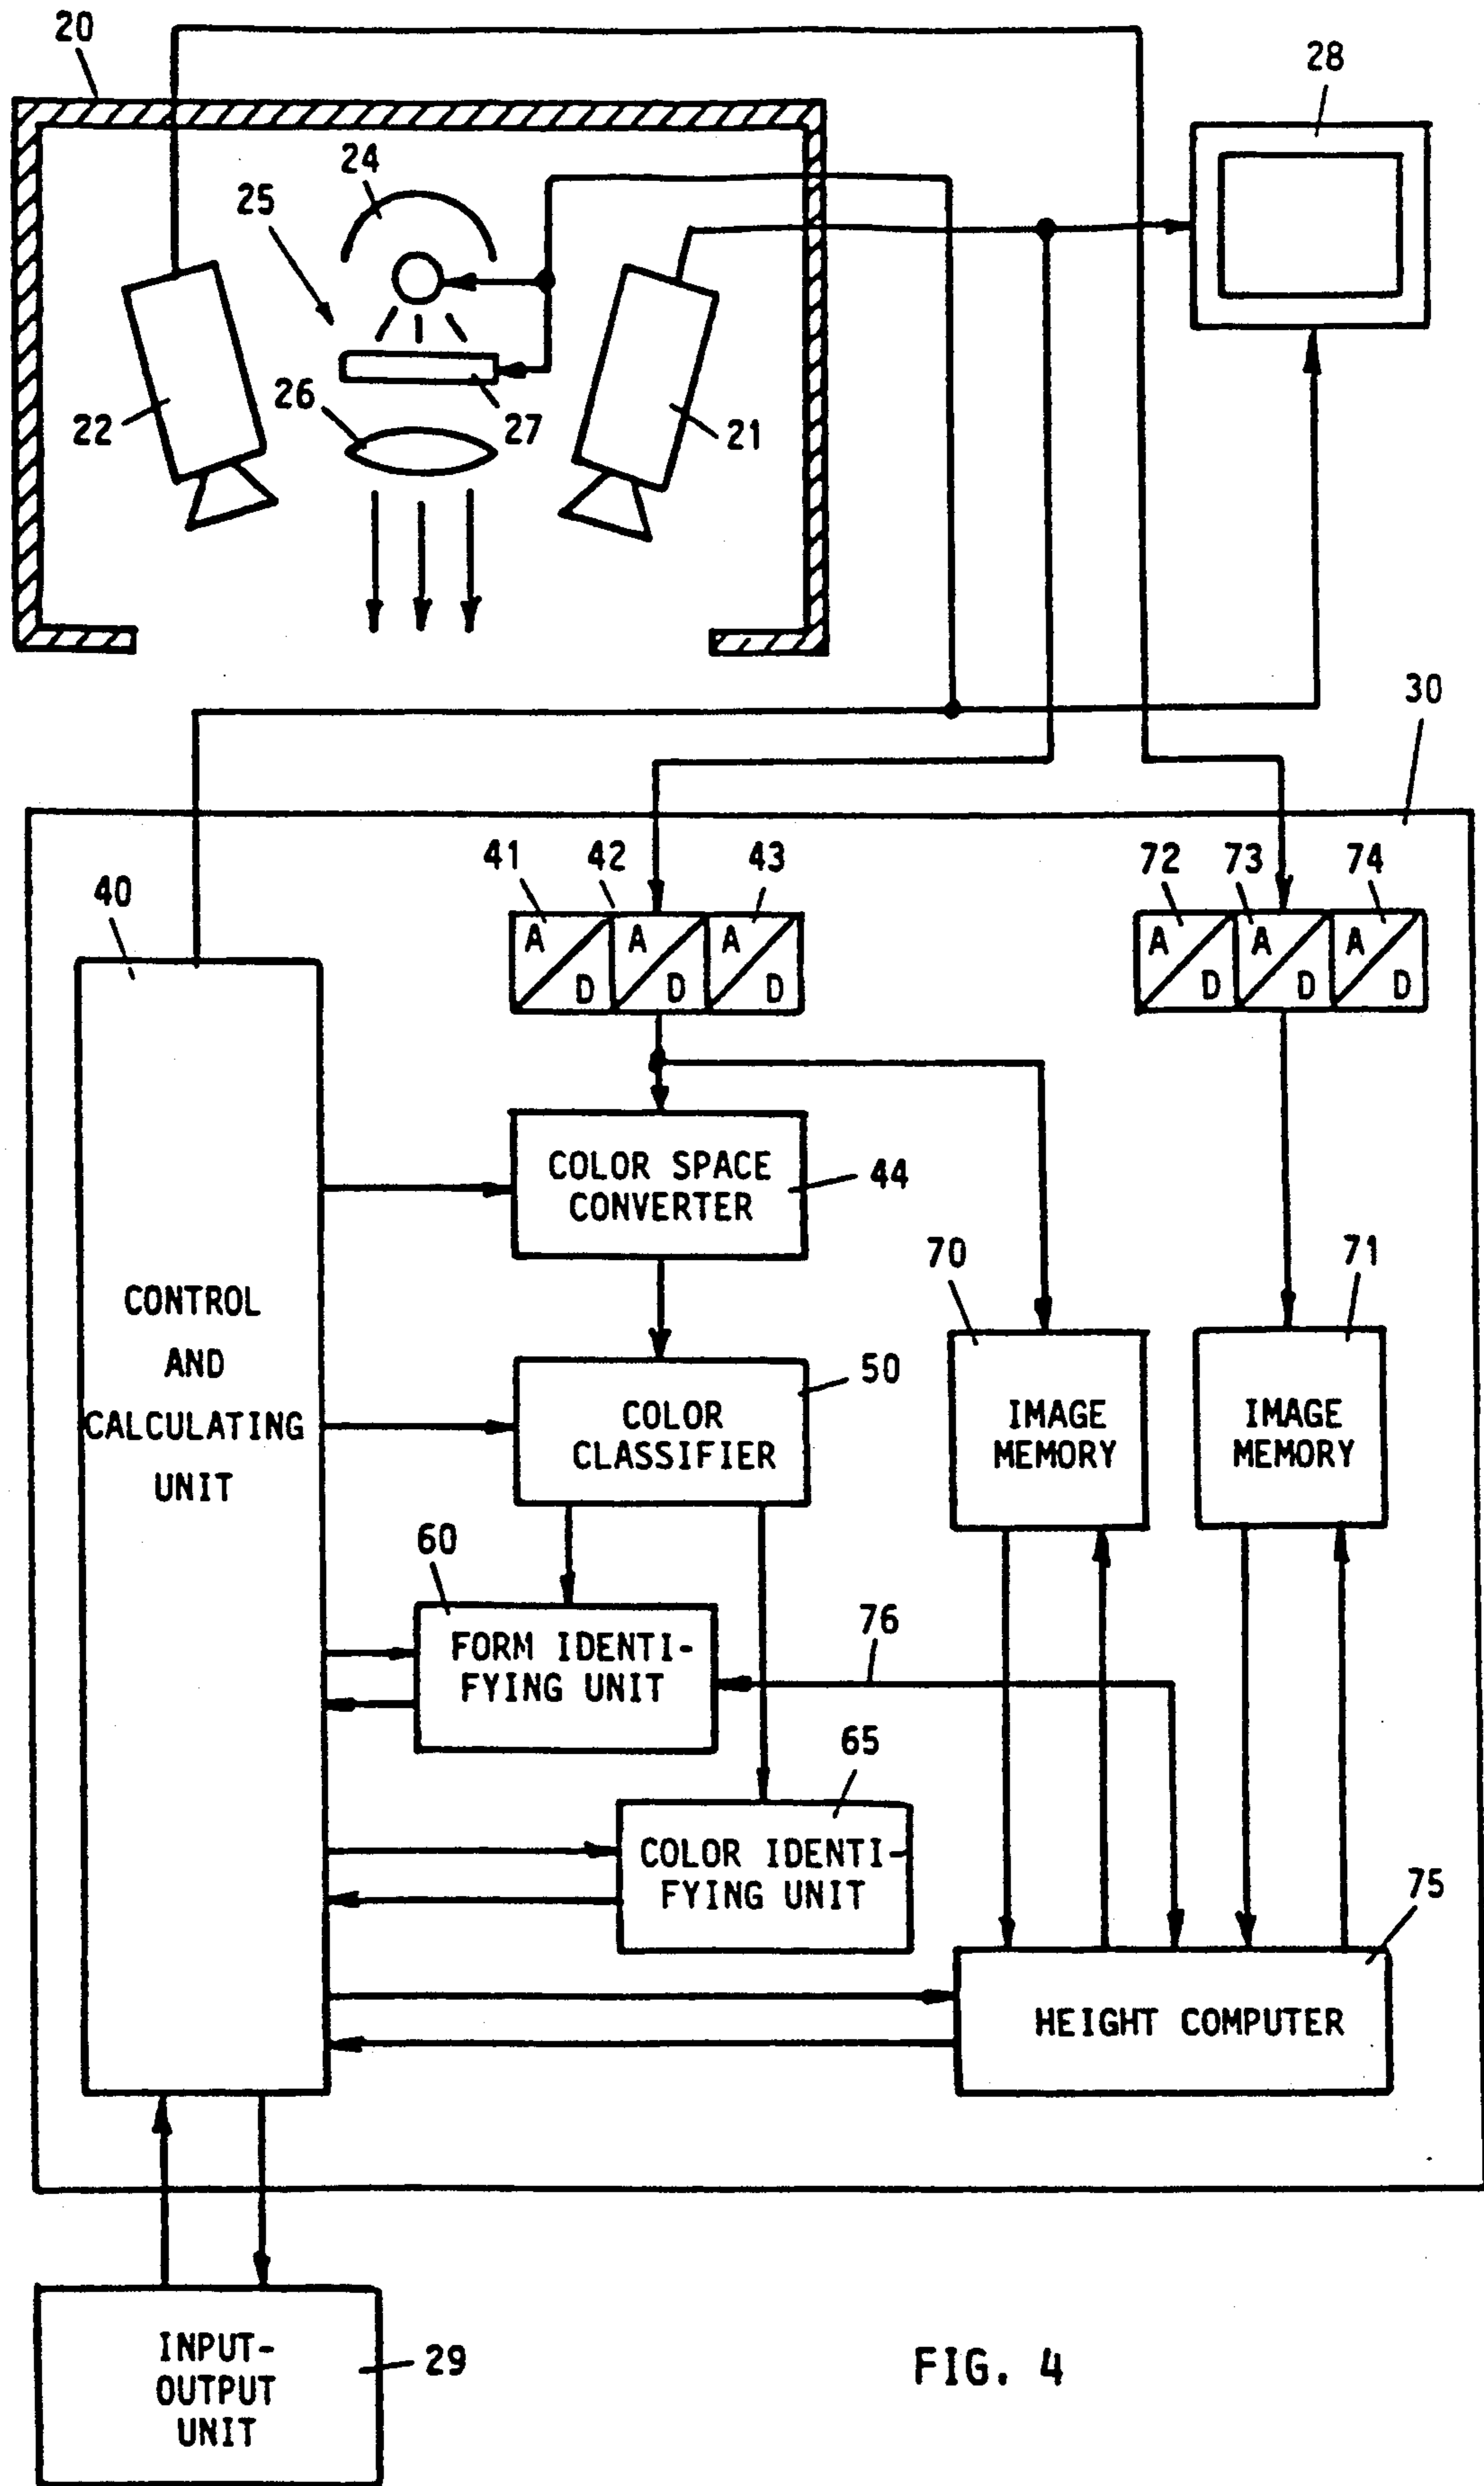 20
28
24
25
22
26
27
21
30
41 42 43
72 73 74
40
A D A D A D
A D A D A D
COLOR SPACE
CONVERTER
44
70
71
CONTROL
AND
CALCULATING
UNIT
COLOR
CLASSIFIER
50
IMAGE
MEMORY
IMAGE
MEMORY
60
FORM IDENTI-
FYING UNIT
76
65
COLOR IDENTI-
FYING UNIT
75
HEIGHT COMPUTER
INPUT-
OUTPUT
UNIT
29
FIG. 4